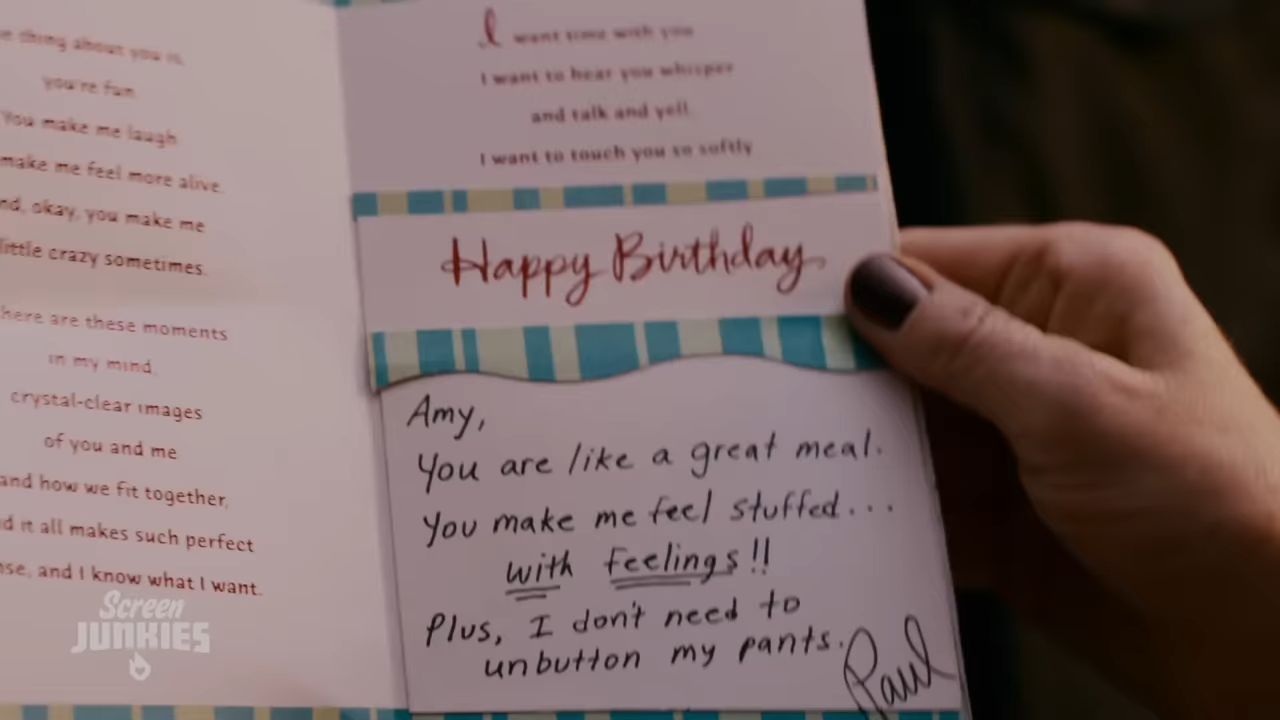 thing about you is,
you're fun.
You make me laugh
make me feel more alive.
nd, okay, you make me
little crazy sometimes.
here are these moments
in my mind,
crystal-clear images
of you and me
and how we fit together,
d it all makes such perfect
nse, and I know what I want.
I want time with you
I want to hear you whisper
and talk and yell
I want to touch you so softly
Happy Birthday
Amy,
You are like a great meal.
You make me feel stuffed...
with feelings!!
Plus, I don't need to
unbutton my pants.
Paul
Screen
JUNKIES